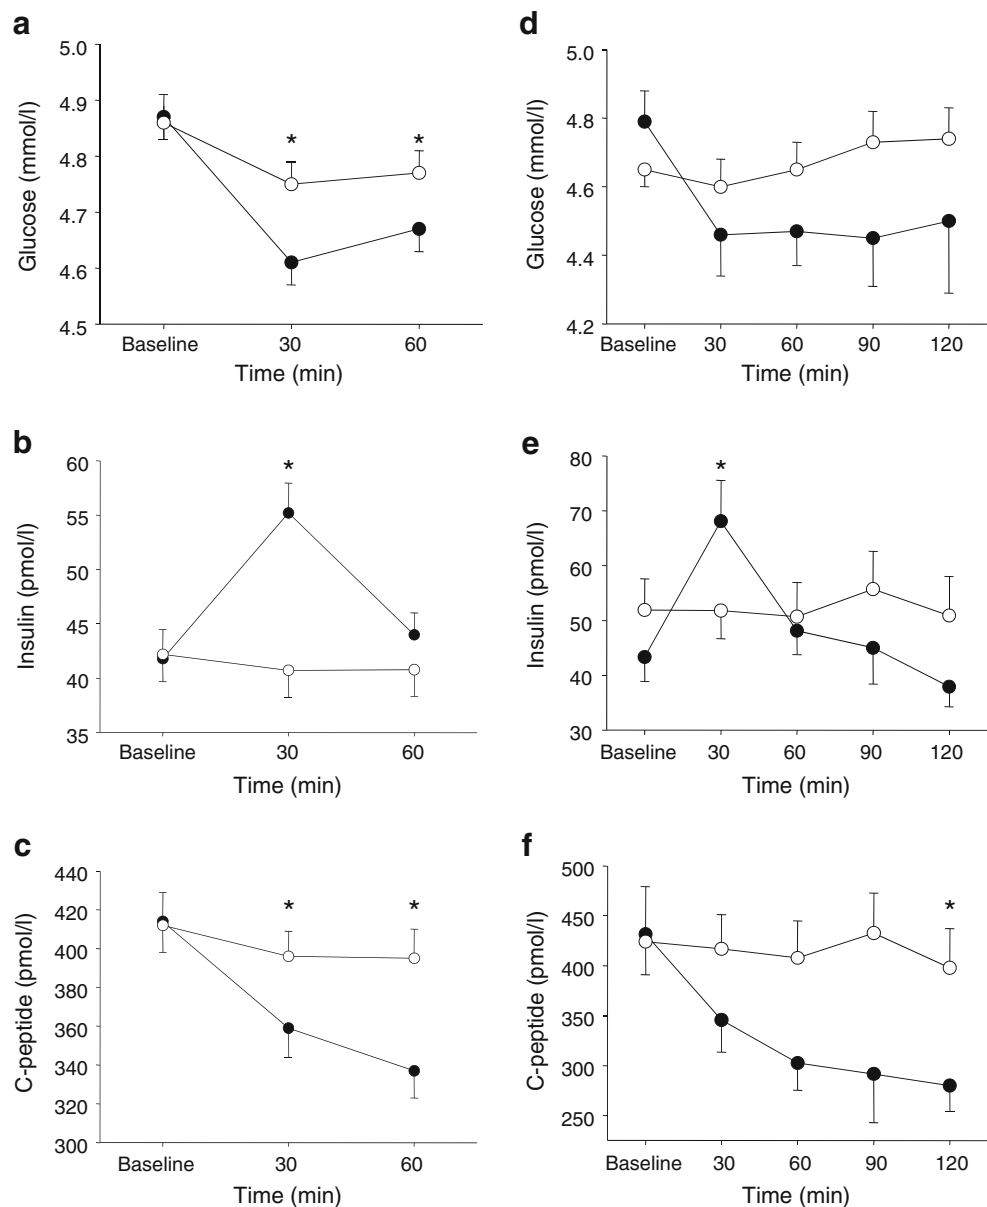 a
5.0
4.9
4.8
4.7
4.6
4.5
Glucose (mmol/l)
* *
Baseline 30 60
Time (min)
d
5.0
4.8
4.6
4.4
4.2
Glucose (mmol/l)
Baseline 30 60 90 120
Time (min)
b
60
55
50
45
40
35
Insulin (pmol/l)
*
Baseline 30 60
Time (min)
e
80
70
60
50
40
30
Insulin (pmol/l)
*
Baseline 30 60 90 120
Time (min)
c
440
420
400
380
360
340
320
300
C-peptide (pmol/l)
* *
Baseline 30 60
Time (min)
f
500
450
400
350
300
250
C-peptide (pmol/l)
*
Baseline 30 60 90 120
Time (min)